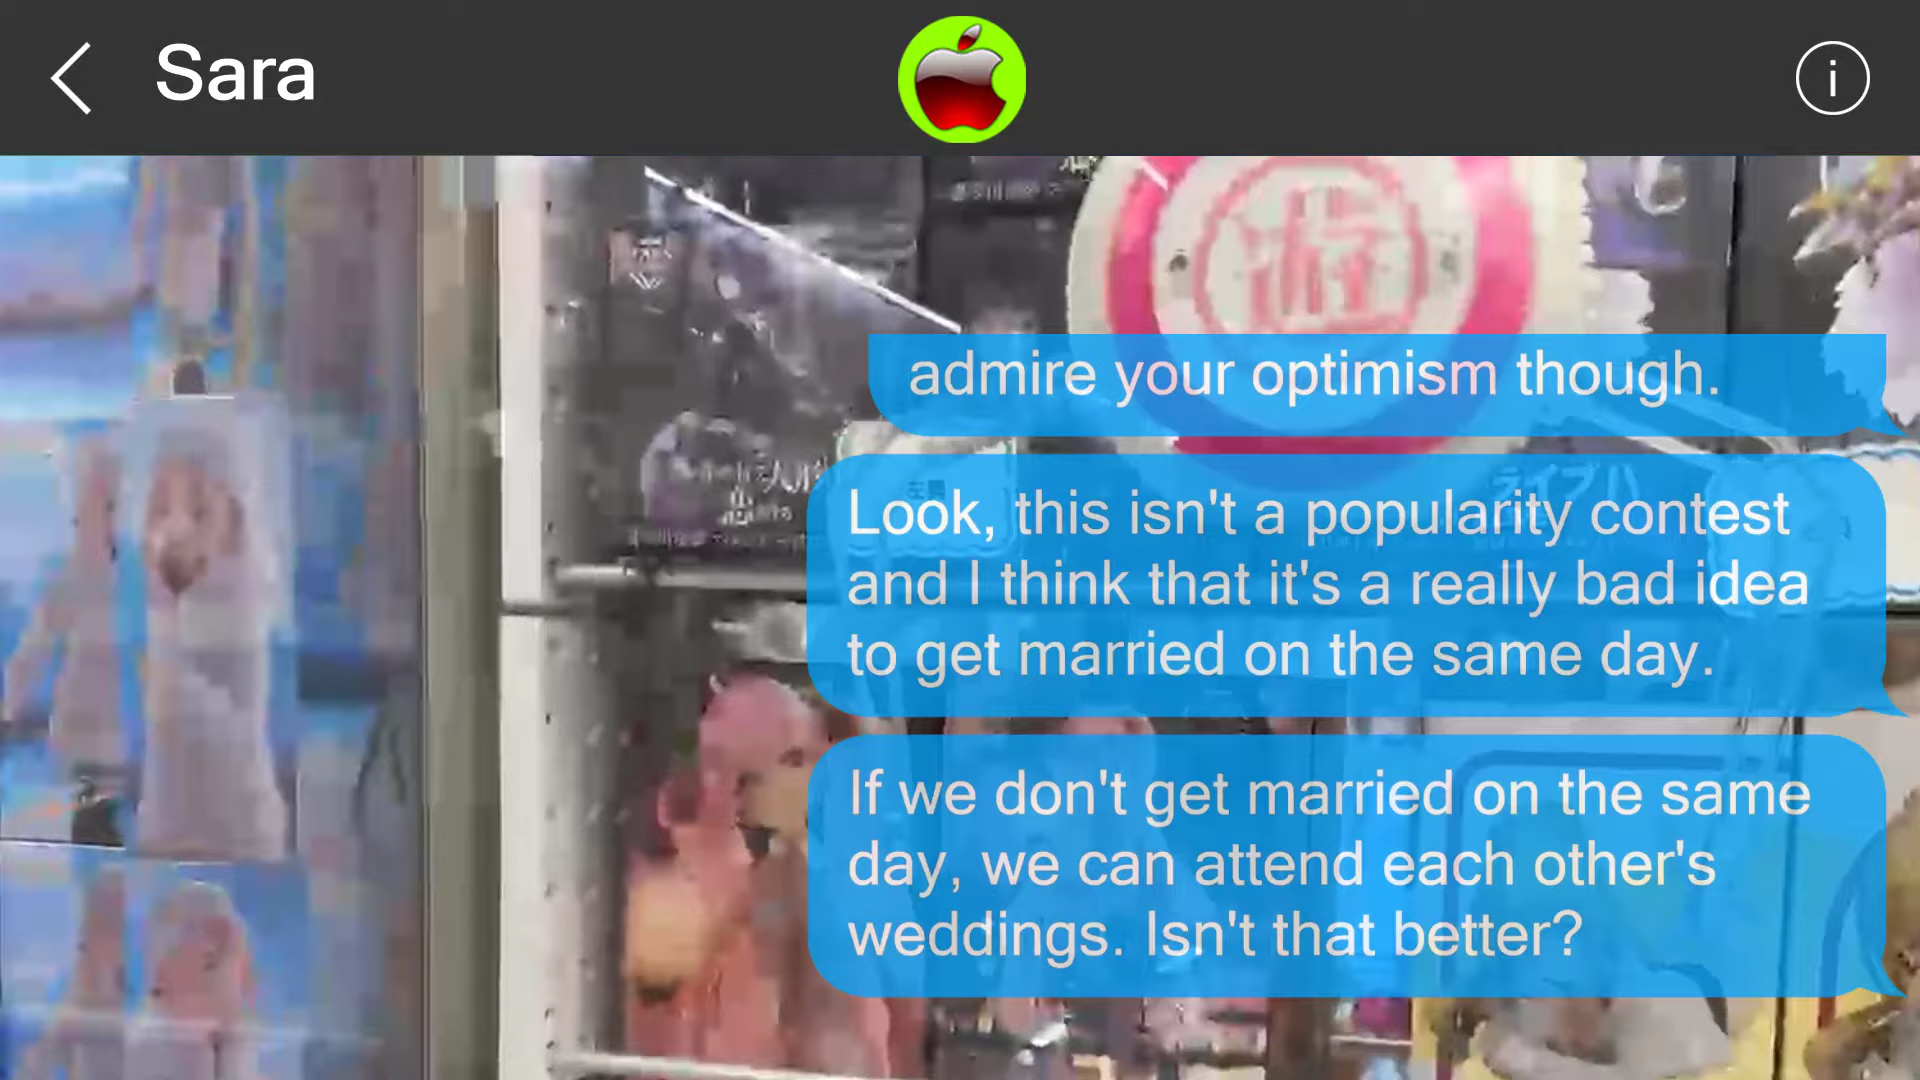 Sara
i
遊
admire your optimism though.
Look, this isn't a popularity contest
and I think that it's a really bad idea
to get married on the same day.
If we don't get married on the same
day, we can attend each other's
weddings. Isn't that better?